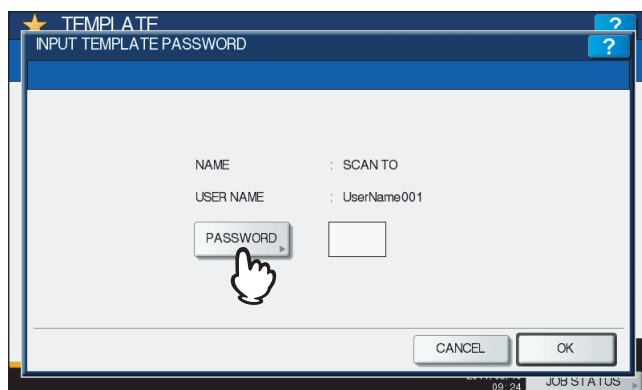 TEMPLATE ?
INPUT TEMPLATE PASSWORD ?
NAME : SCAN TO
USER NAME : UserName001
PASSWORD
CANCEL OK
09:24 JOB STATUS